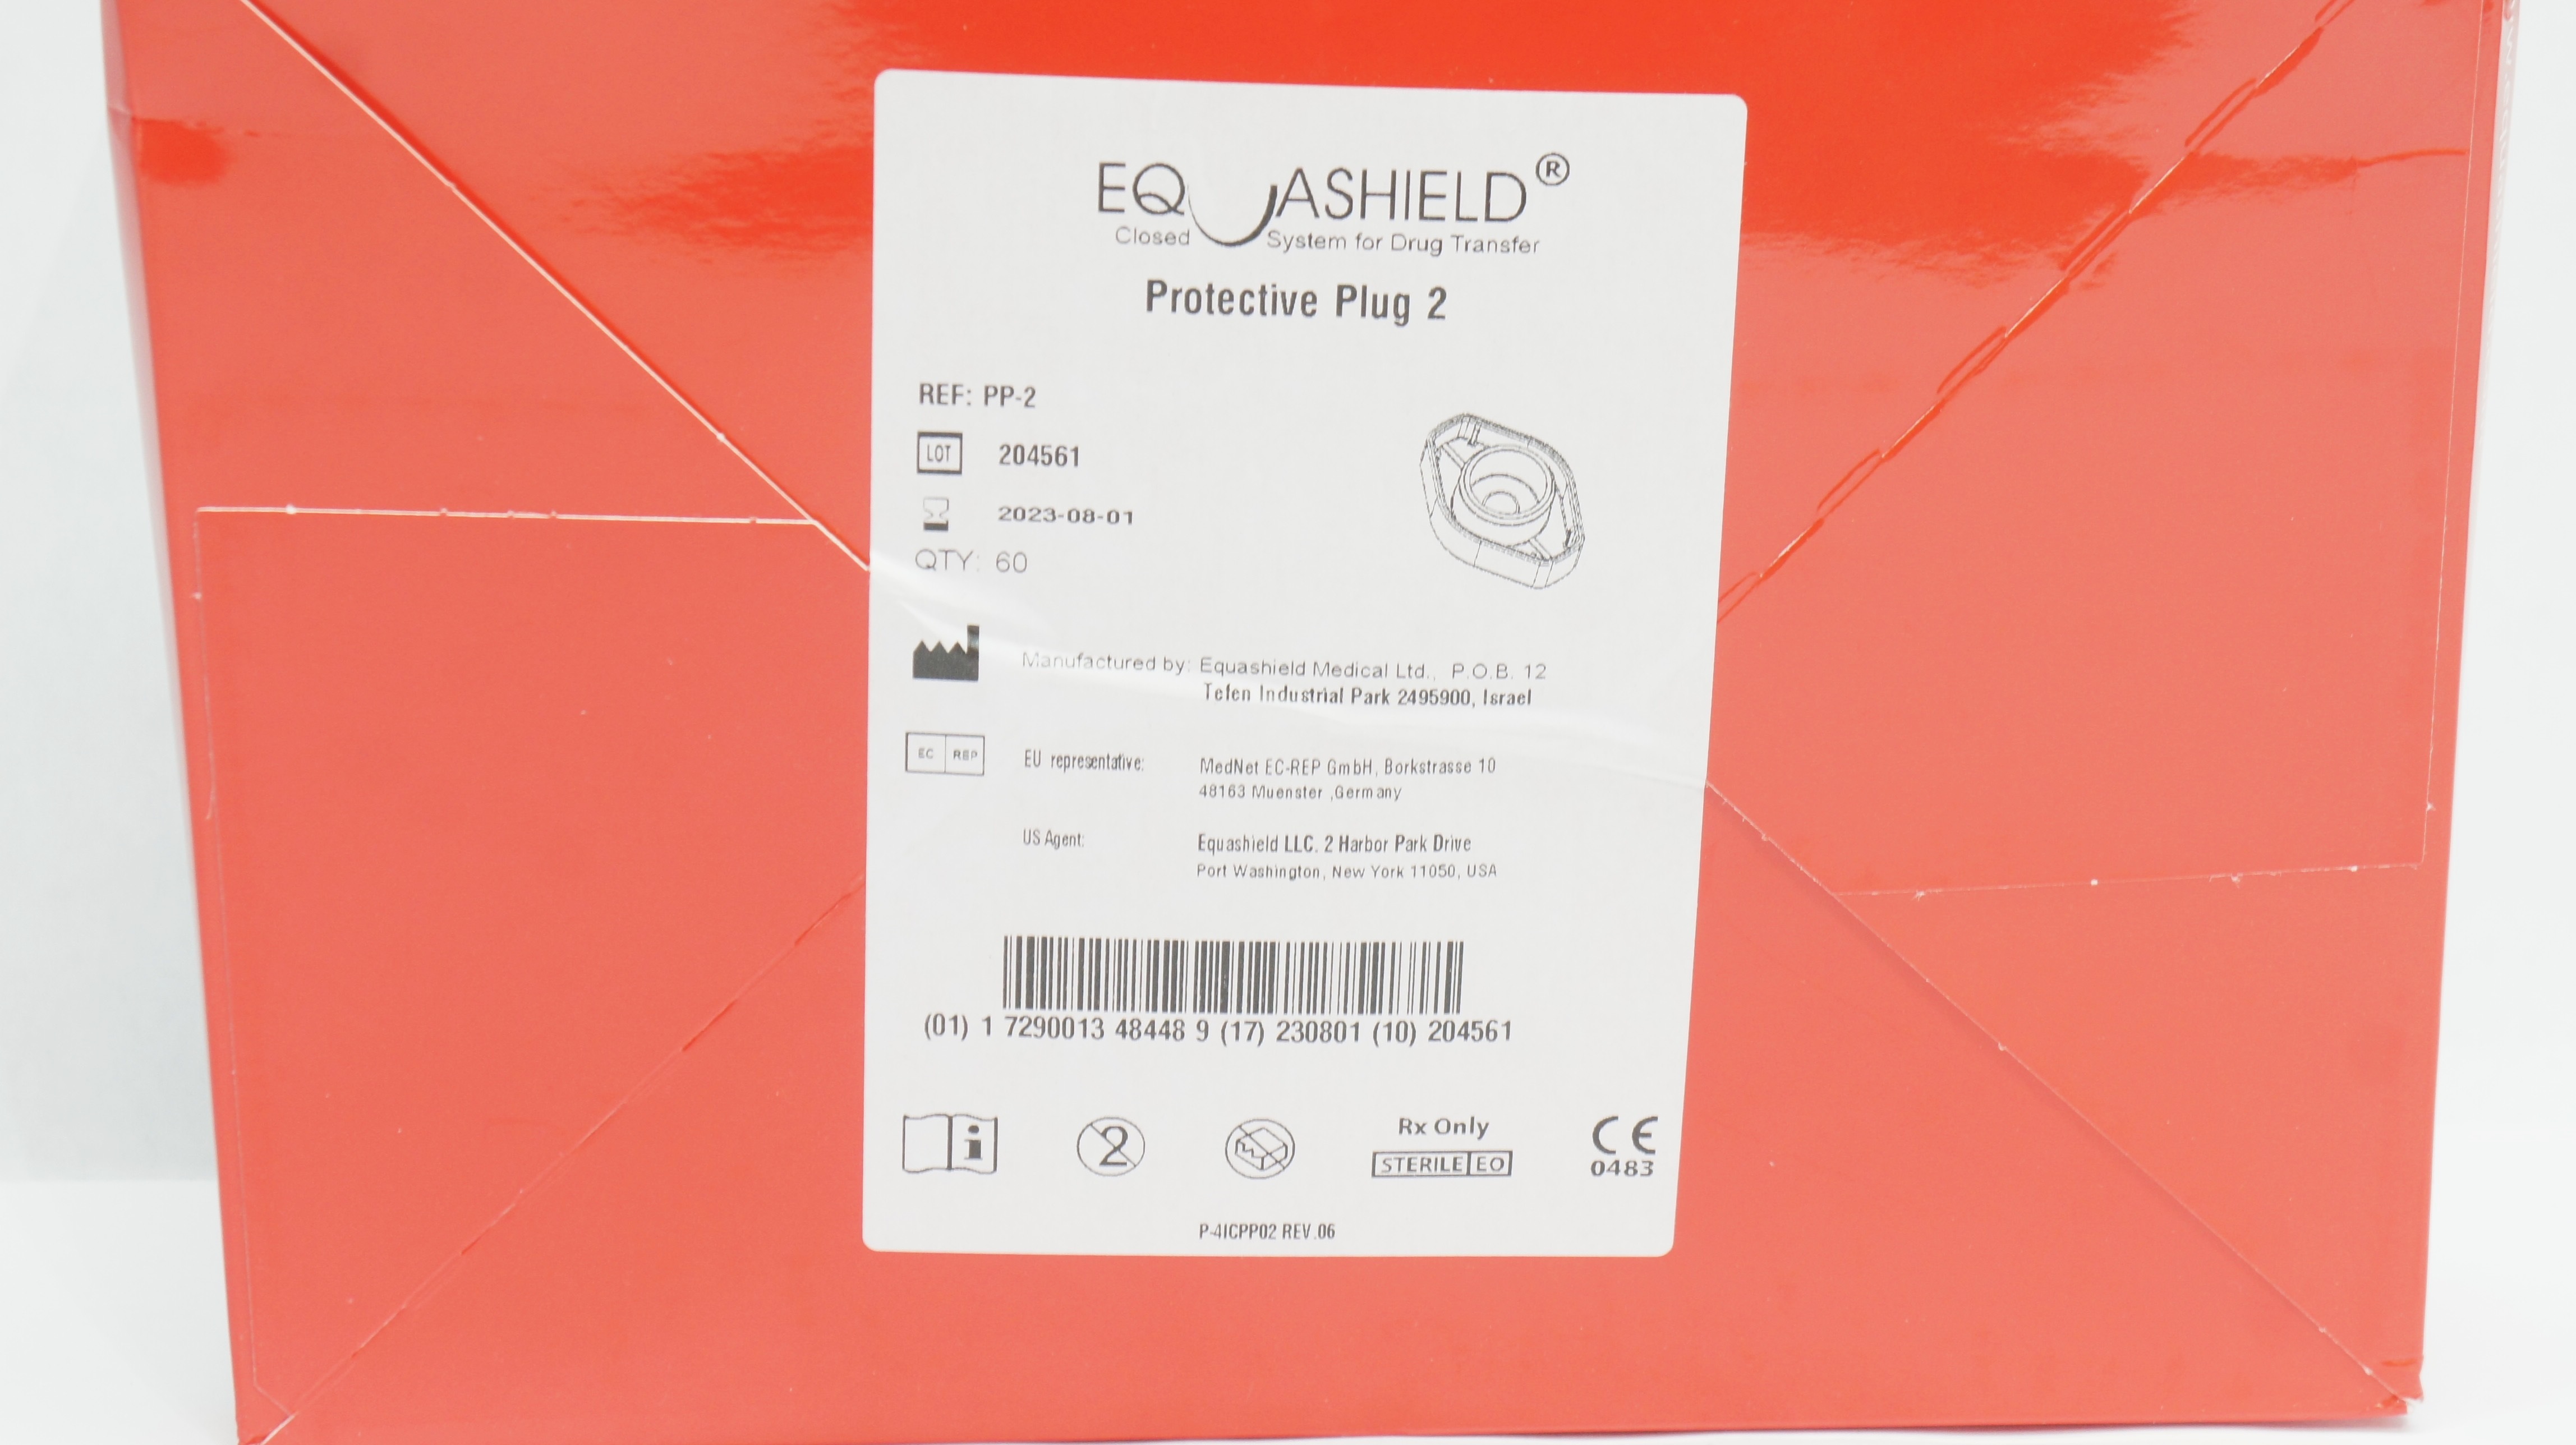 EQUASHIELD®
Closed System for Drug Transfer
Protective Plug 2
REF: PP-2
LOT 204561
2023-08-01
QTY: 60
Manufactured by: Equashield Medical Ltd., P.O.B. 12
Tefen Industrial Park 2495900, Israel
EC REP EU representative: MedNet EC-REP GmbH, Borkstrasse 10
48163 Muenster ,Germany
US Agent: Equashield LLC. 2 Harbor Park Drive
Port Washington, New York 11050, USA
(01) 1 7290013 48448 9 (17) 230801 (10) 204561
i
2
Rx Only
STERILE EO
CE
0483
P-4ICPP02 REV.06